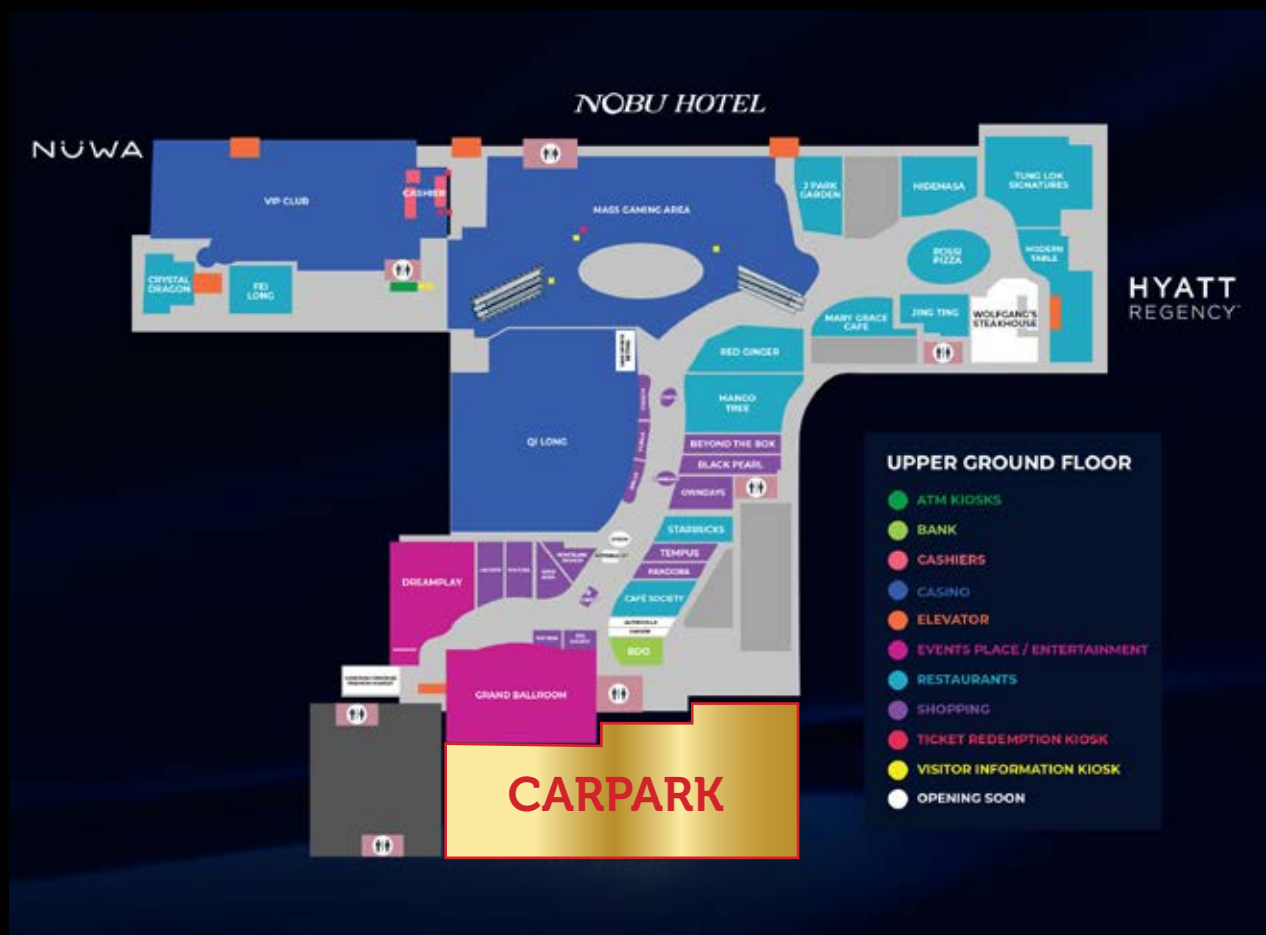 NOBU HOTEL
NÜWA
VIP CLUB
CASHIER
MASS GAMING AREA
J PARK
GARDEN
HIDEMASA
TUNG LOK
SIGNATURES
ROSSI
PIZZA
MODERN
TABLE
CRYSTAL
DRAGON
FEI
LONG
HYATT
REGENCY
MARY GRACE
CAFE
JING TING
WOLFGANG'S
STEAKHOUSE
RED GINGER
MANGO
TREE
QI LONG
BEYOND THE BOX
BLACK PEARL
OWNDAYS
STARBUCKS
TEMPUS
PANDORA
DREAMPLAY
CAFÉ SOCIETY
BDO
GRAND BALLROOM
CARPARK
UPPER GROUND FLOOR
ATM KIOSKS
BANK
CASHIERS
CASINO
ELEVATOR
EVENTS PLACE / ENTERTAINMENT
RESTAURANTS
SHOPPING
TICKET REDEMPTION KIOSK
VISITOR INFORMATION KIOSK
OPENING SOON